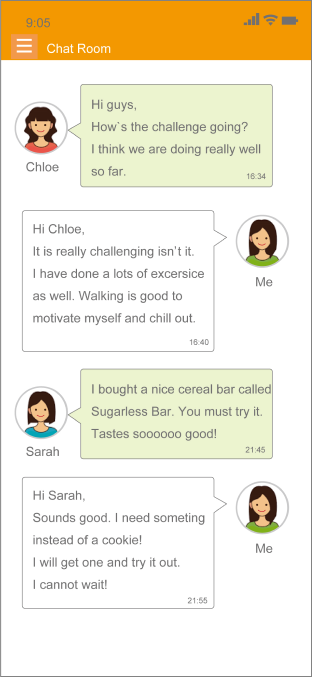 9:05
Chat Room
Hi guys,
How`s the challenge going?
I think we are doing really well
so far.
16:34
Chloe
Hi Chloe,
It is really challenging isn't it.
I have done a lots of excersice
as well. Walking is good to
motivate myself and chill out.
16:40
Me
I bought a nice cereal bar called
Sugarless Bar. You must try it.
Tastes soooooo good!
21:45
Sarah
Hi Sarah,
Sounds good. I need someting
instead of a cookie!
I will get one and try it out.
I cannot wait!
21:55
Me